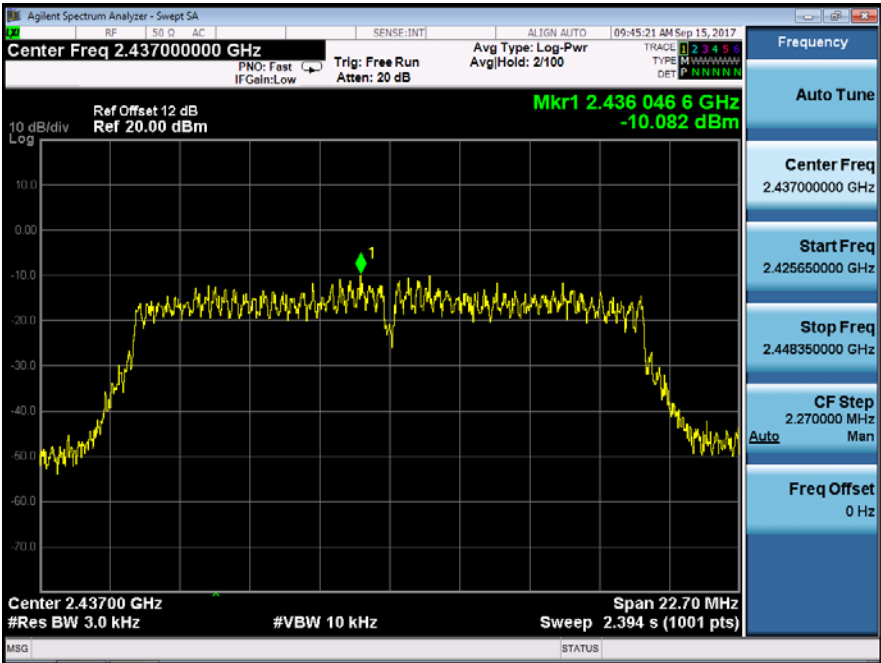 Agilent Spectrum Analyzer - Swept SA
RF 50 Ω AC SENSE:INT ALIGN AUTO 09:45:21 AM Sep 15, 2017
Center Freq 2.437000000 GHz
PNO: Fast
IFGain:Low
Trig: Free Run
Atten: 20 dB
Avg Type: Log-Pwr
Avg|Hold: 2/100
TRACE 1 2 3 4 5 6
TYPE M W W W W W
DET P N N N N N
Frequency
Auto Tune
Center Freq
2.437000000 GHz
Start Freq
2.425650000 GHz
Stop Freq
2.448350000 GHz
CF Step
2.270000 MHz
Auto Man
Freq Offset
0 Hz
Mkr1 2.436 046 6 GHz
-10.082 dBm
Ref Offset 12 dB
10 dB/div Ref 20.00 dBm
Log
10.0
0.00
-10.0
-20.0
-30.0
-40.0
-50.0
-60.0
-70.0
1
Center 2.43700 GHz Span 22.70 MHz
#Res BW 3.0 kHz #VBW 10 kHz Sweep 2.394 s (1001 pts)
MSG STATUS